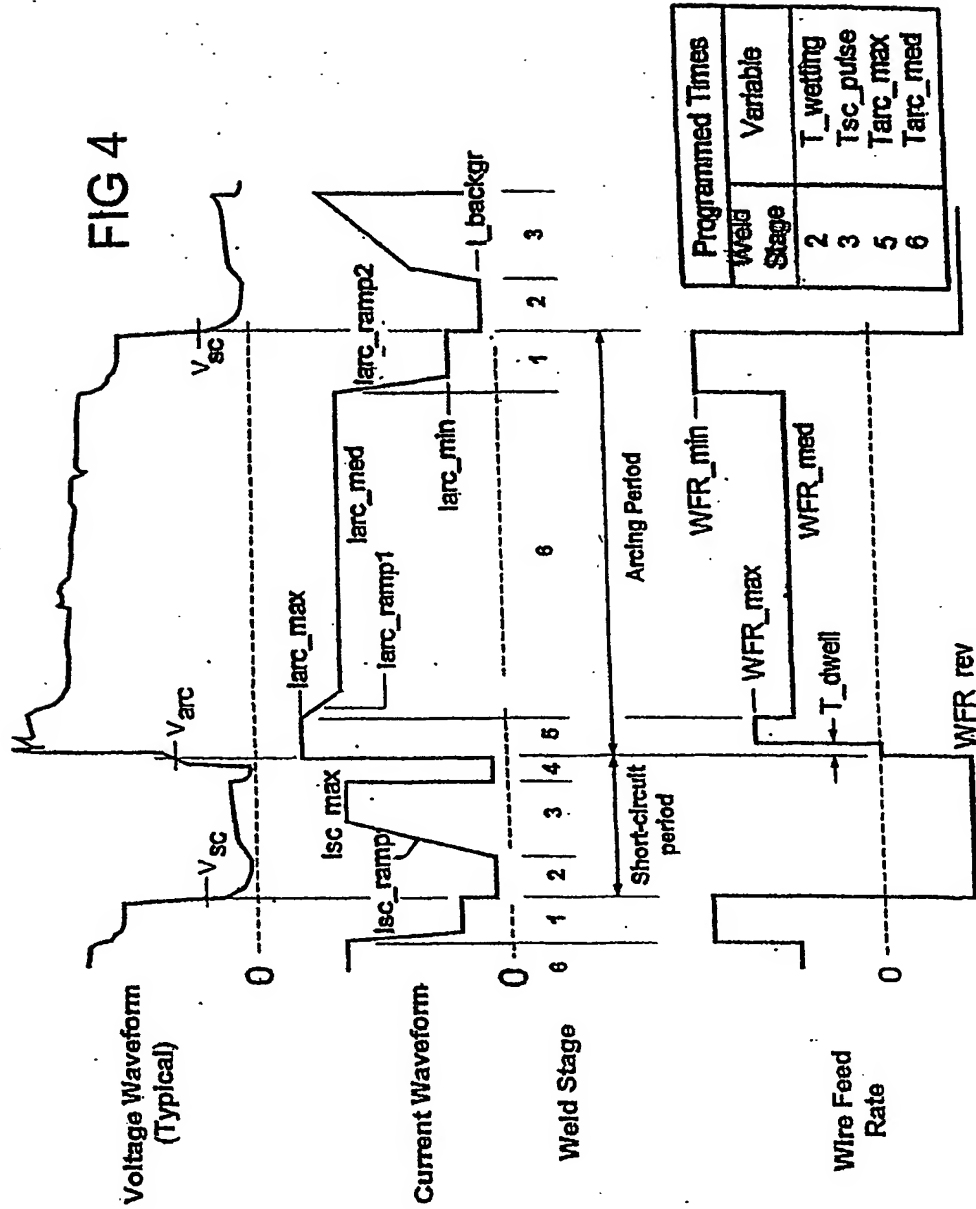 FIG 4
Voltage Waveform
(Typical)
0
V_sc
V_arc
V_sc
Current Waveform
0
Isc_ramp
Isc_max
Iarc_max
Iarc_ramp1
Iarc_med
Iarc_ramp2
Iarc_min
I_backgr
Weld Stage
6 1 2 3 4 5 6 1 2 3
Short-circuit
period
Arcing Period
Wire Feed
Rate
0
WFR_rev
T_dwell
WFR_max
WFR_med
WFR_min
Programmed Times
Weld
Stage
Variable
2 T_wetting
3 Tsc_pulse
5 Tarc_max
6 Tarc_med